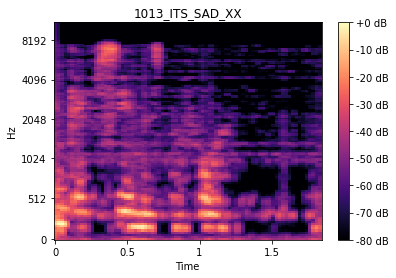 1013_ITS_SAD_XX
8192
4096
2048
1024
512
0
Hz
0
0.5
1
1.5
Time
+0 dB
-10 dB
-20 dB
-30 dB
-40 dB
-50 dB
-60 dB
-70 dB
-80 dB